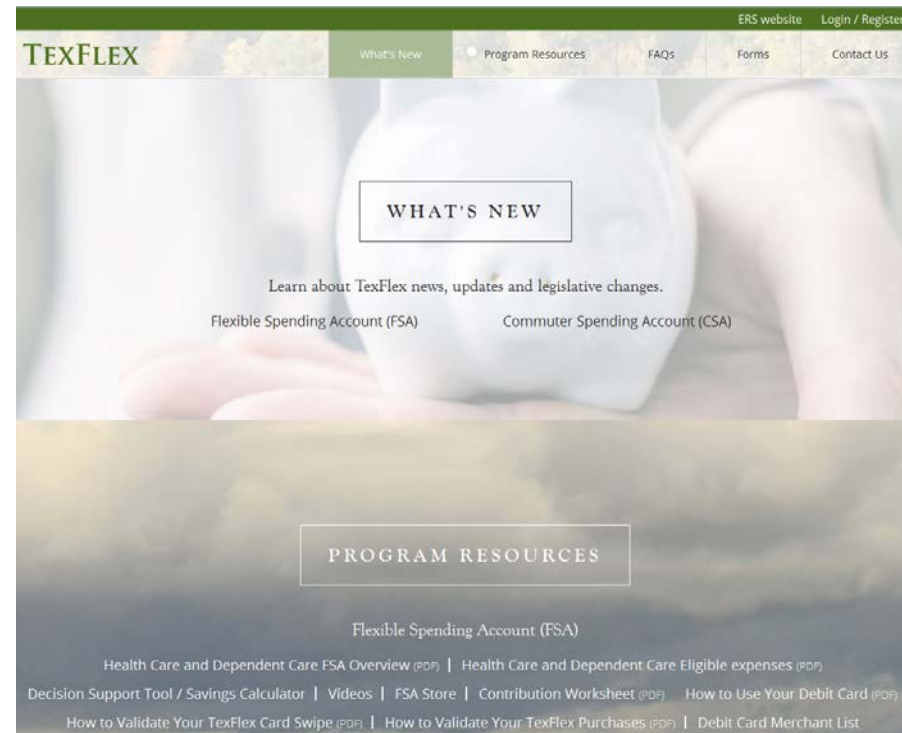 ERS website Login / Register
TEXFLEX
What's New Program Resources FAQs Forms Contact Us
WHAT'S NEW
Learn about TexFlex news, updates and legislative changes.
Flexible Spending Account (FSA) Commuter Spending Account (CSA)
PROGRAM RESOURCES
Flexible Spending Account (FSA)
Health Care and Dependent Care FSA Overview (PDF) | Health Care and Dependent Care Eligible expenses (PDF)
Decision Support Tool / Savings Calculator | Videos | FSA Store | Contribution Worksheet (PDF) How to Use Your Debit Card (PDF)
How to Validate Your TexFlex Card Swipe (PDF) | How to Validate Your TexFlex Purchases (PDF) | Debit Card Merchant List